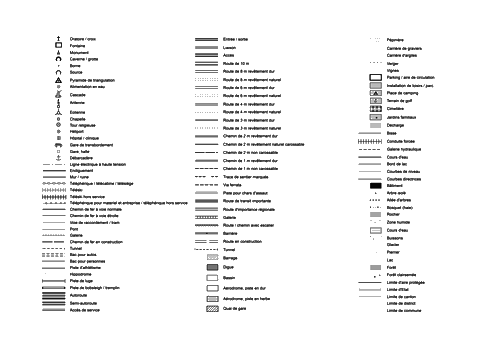 Oratoire / croix
Fontaine
Monument
Caverne / grotte
Borne
Source
Pyramide de triangulation
Alimentation en eau
Cascade
Antenne
Eolienne
Chapelle
Tour religieuse
Héliport
Hôpital / clinique
Gare de transbordement
Gare, halte
Débarcadère
Ligne électrique à haute tension
Endiguement
Mur / ruine
Téléphérique / télécabine / télésiège
Téléski
Téléski hors service
Téléphérique pour matériel et entreprise / téléphérique hors service
Chemin de fer à voie normale
Chemin de fer à voie étroite
Voie de raccordement / tram
Pont
Galerie
Chemin de fer en construction
Tunnel
Bac pour autos
Bac pour personnes
Piste d'athlétisme
Hippodrome
Piste de luge
Piste de bobsleigh / tremplin
Autoroute
Semi-autoroute
Accès de service
Entrée / sortie
Liaison
Accès
Route de 10 m
Route de 8 m revêtement dur
Route de 8 m revêtement naturel
Route de 6 m revêtement dur
Route de 6 m revêtement naturel
Route de 4 m revêtement dur
Route de 4 m revêtement naturel
Route de 3 m revêtement dur
Route de 3 m revêtement naturel
Chemin de 2 m revêtement dur
Chemin de 2 m revêtement naturel carrossable
Chemin de 2 m non carrossable
Chemin de 1 m revêtement dur
Chemin de 1 m non carrossable
Trace de sentier marquée
Via ferrata
Piste pour chars d'assaut
Route de transit importante
Route d'importance régionale
Galerie
Route / chemin avec escalier
Barrière
Route en construction
Tunnel
Barrage
Digue
Bassin
Aérodrome, piste en dur
Aérodrome, piste en herbe
Quai de gare
Pépinière
Carrière de graviers
Carrière d'argiles
Verger
Vignes
Parking / aire de circulation
Installation de loisirs / parc
Place de camping
Terrain de golf
Cimetière
Jardins familiaux
Décharge
Bisse
Conduite forcée
Galerie hydraulique
Cours d'eau
Bord de lac
Courbes de niveau
Courbes directrices
Bâtiment
Arbre isolé
Allée d'arbres
Bosquet (haie)
Rocher
Zone humide
Cours d'eau
Buissons
Glacier
Pierrier
Lac
Forêt
Forêt clairsemée
Limite d'aire protégée
Limite d'Etat
Limite de canton
Limite de district
Limite de commune